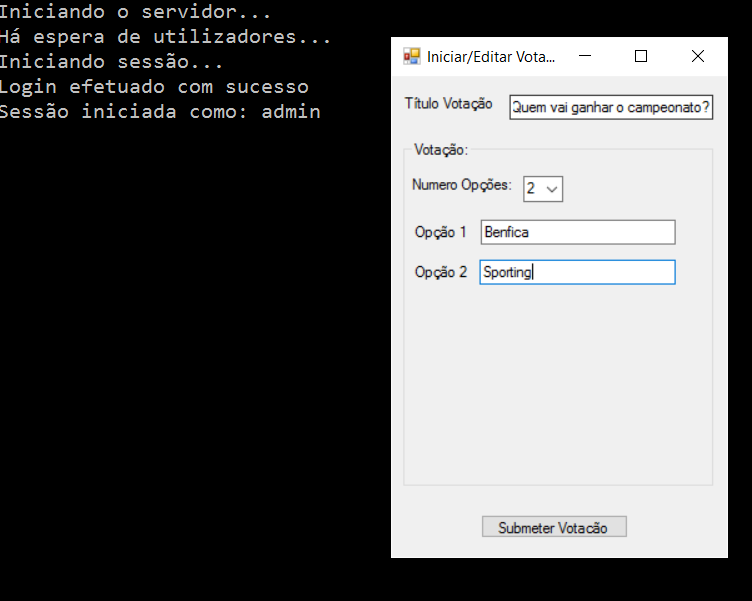 Iniciando o servidor...
Há espera de utilizadores...
Iniciando sessão...
Login efetuado com sucesso
Sessão iniciada como: admin
Iniciar/Editar Vota...
Título Votação Quem vai ganhar o campeonato?
Votação:
Numero Opções: 2
Opção 1 Benfica
Opção 2 Sporting
Submeter Votacão